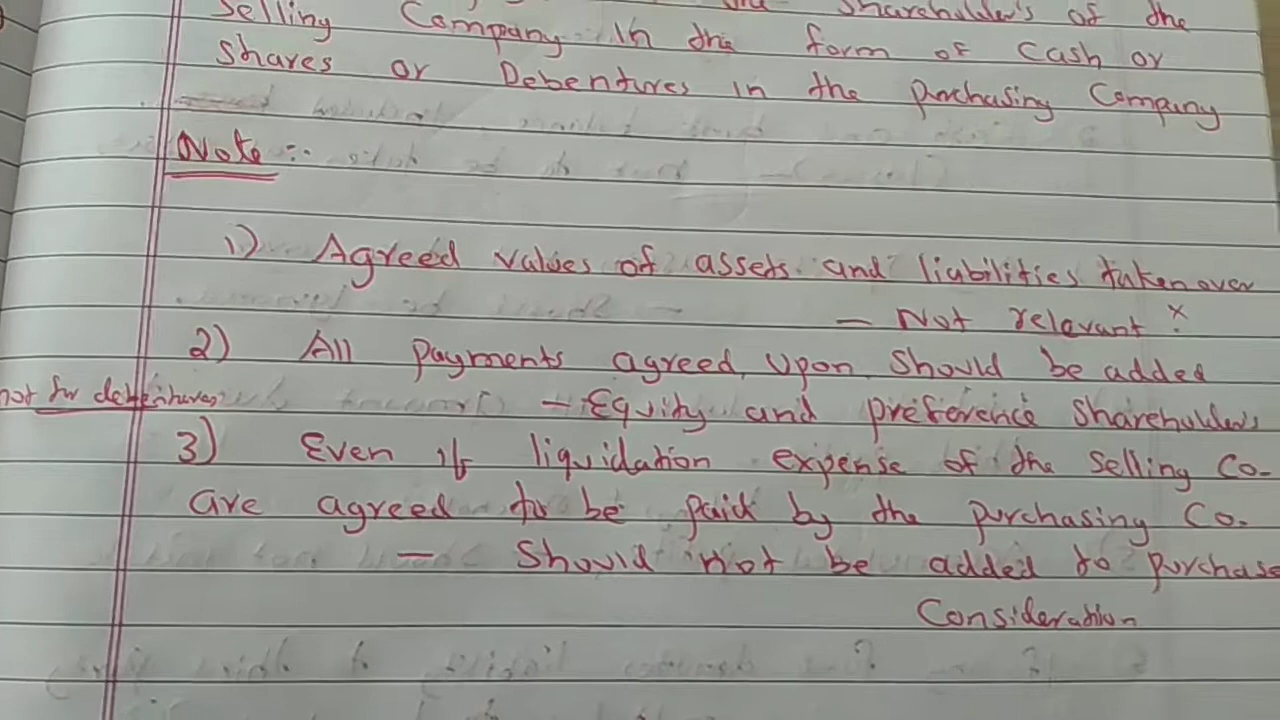 Selling Company in the form of Cash or
Shares or Debentures in the purchasing Company
Note :-
1) Agreed values of assets and liabilities taken over
- Not relevant x
2) All payments agreed upon should be added
not for debentures - Equity and preference Shareholders
3) Even if liquidation expense of the selling Co.
are agreed to be paid by the purchasing Co.
- Should not be added to purchase
Consideration